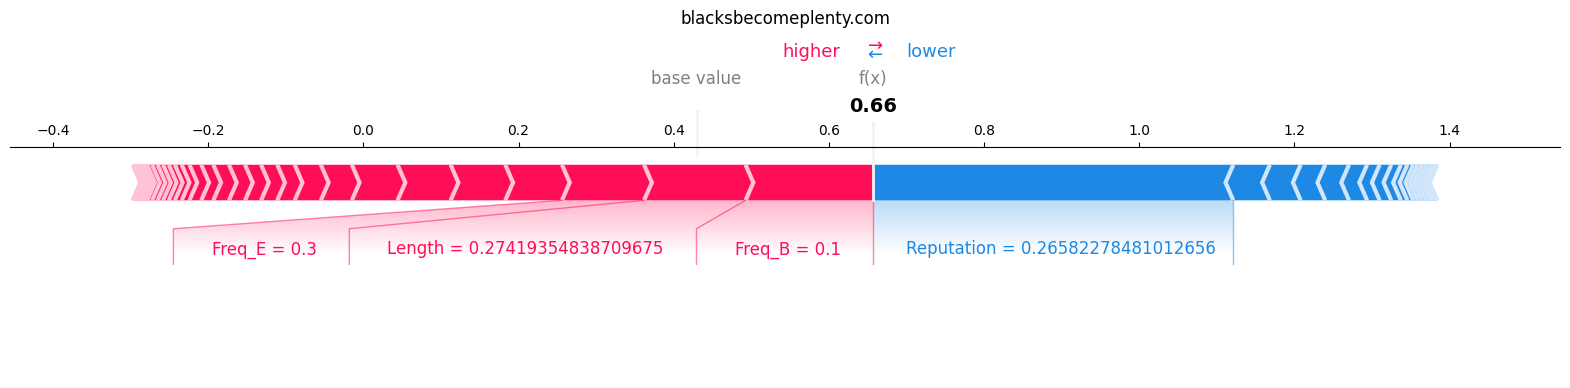 blacksbecomeplenty.com
higher → ← lower
base value f(x)
0.66
−0.4 −0.2 0.0 0.2 0.4 0.6 0.8 1.0 1.2 1.4
Freq_E = 0.3 Length = 0.27419354838709675 Freq_B = 0.1 Reputation = 0.26582278481012656